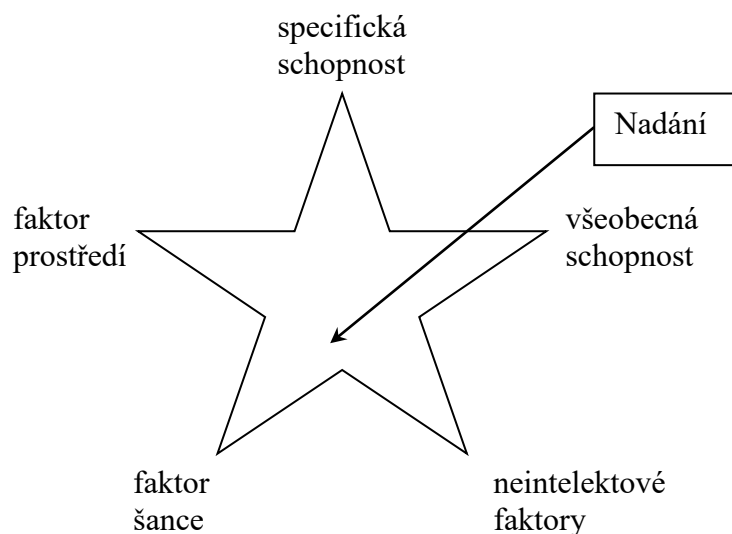 specifická
schopnost
Nadání
faktor
prostředí
všeobecná
schopnost
faktor
šance
neintelektové
faktory